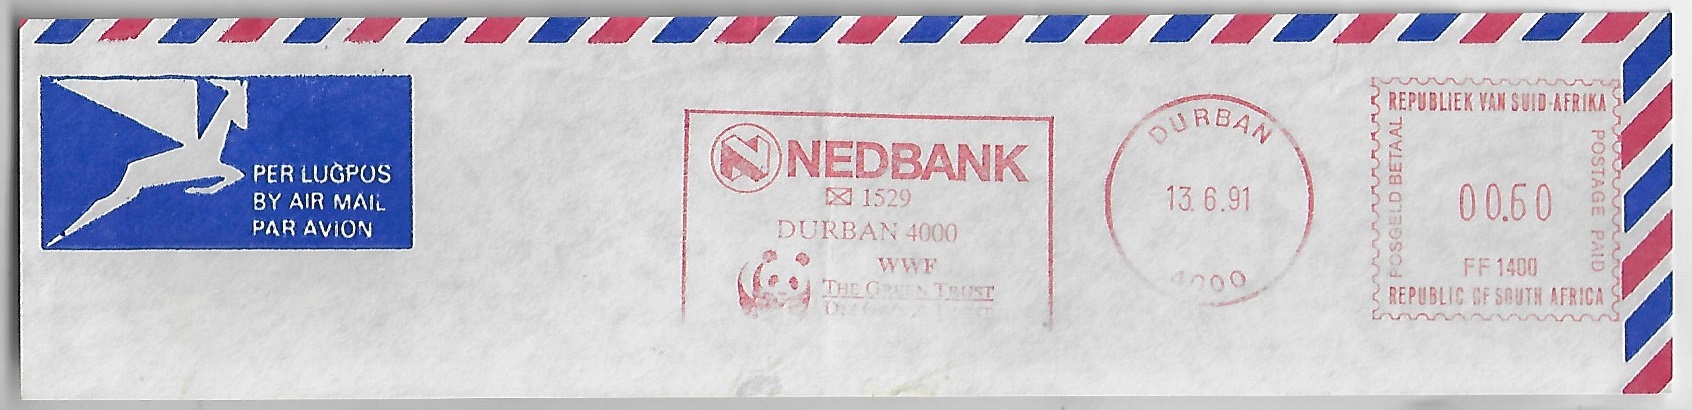 PER LUGPOS
BY AIR MAIL
PAR AVION
NEDBANK
1529
DURBAN 4000
WWF
THE GREEN TRUST
DURBAN
13.6.91
4000
REPUBLIEK VAN SUID-AFRIKA
POSGELD BETAAL
POSTAGE PAID
00.60
FF 1400
REPUBLIC OF SOUTH AFRICA